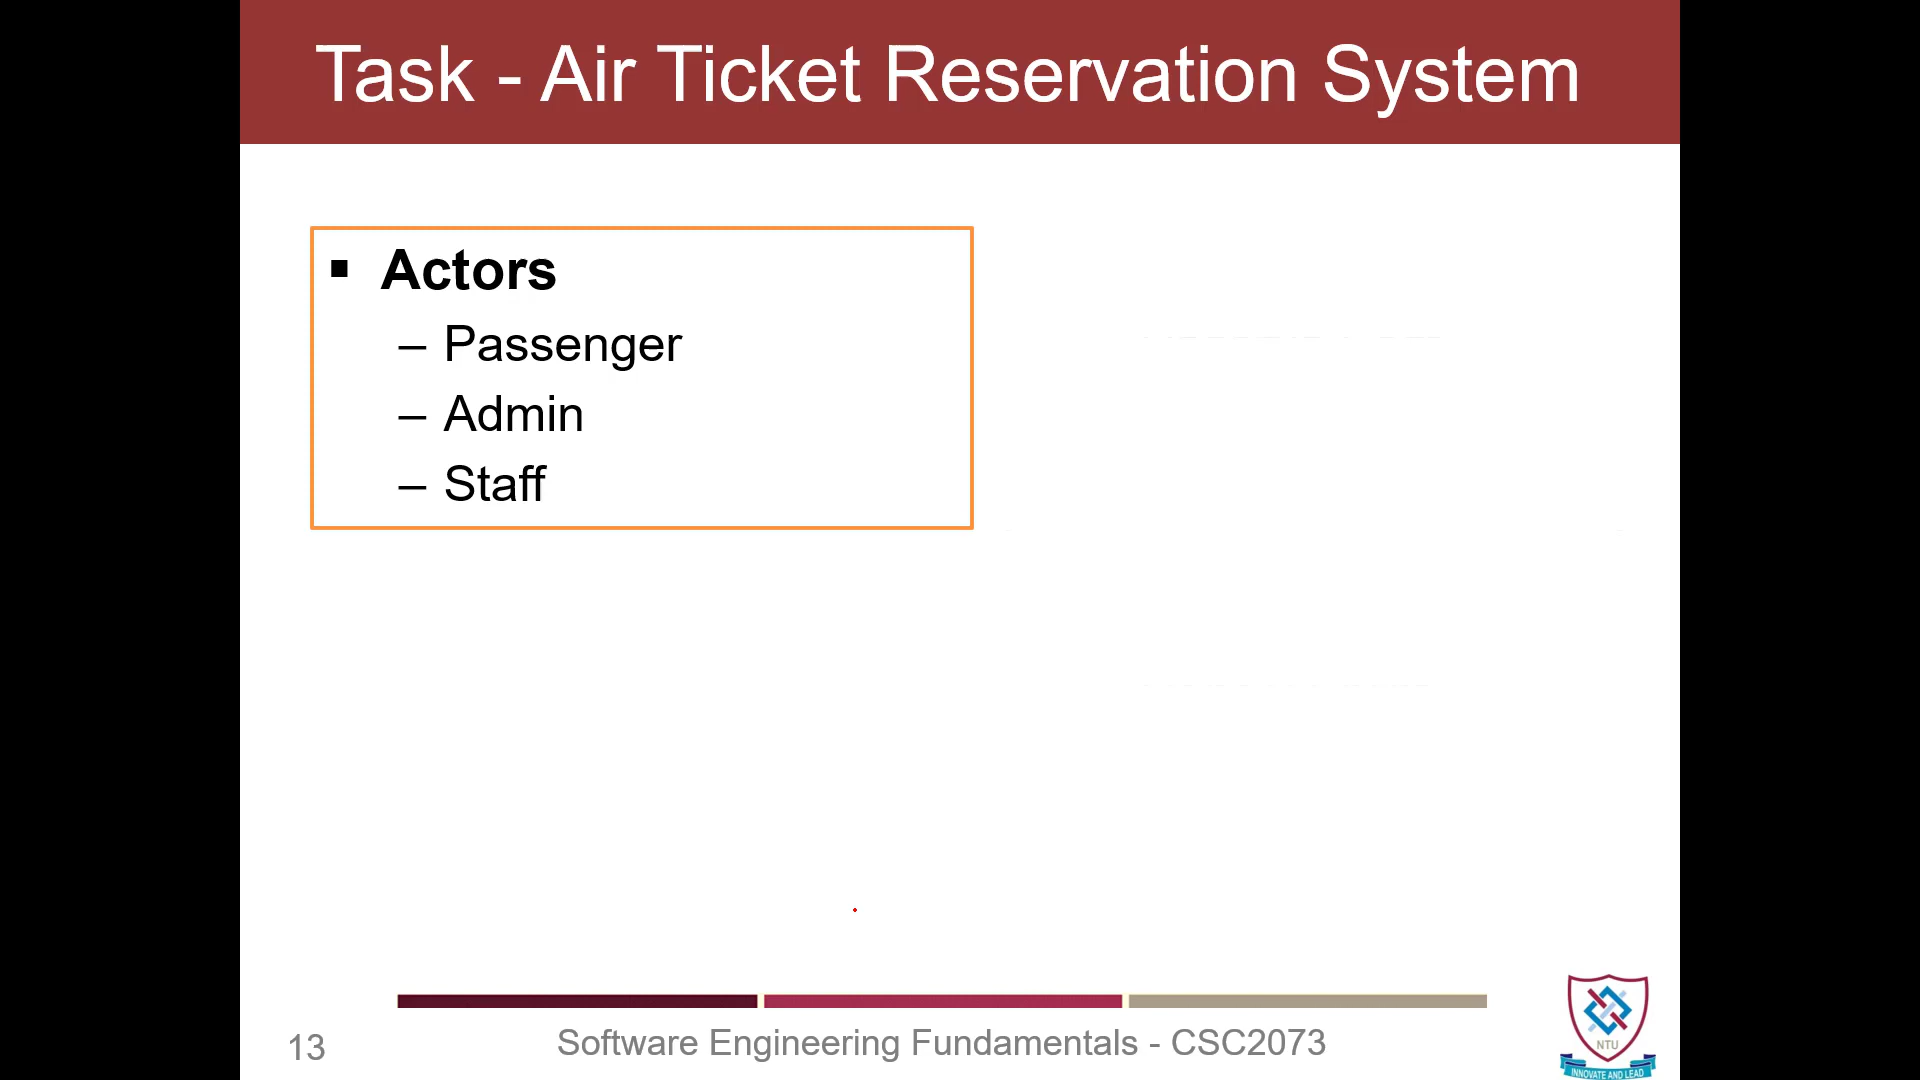 Task - Air Ticket Reservation System
▪ Actors
– Passenger
– Admin
– Staff
13
Software Engineering Fundamentals - CSC2073
NTU
INNOVATE AND LEAD